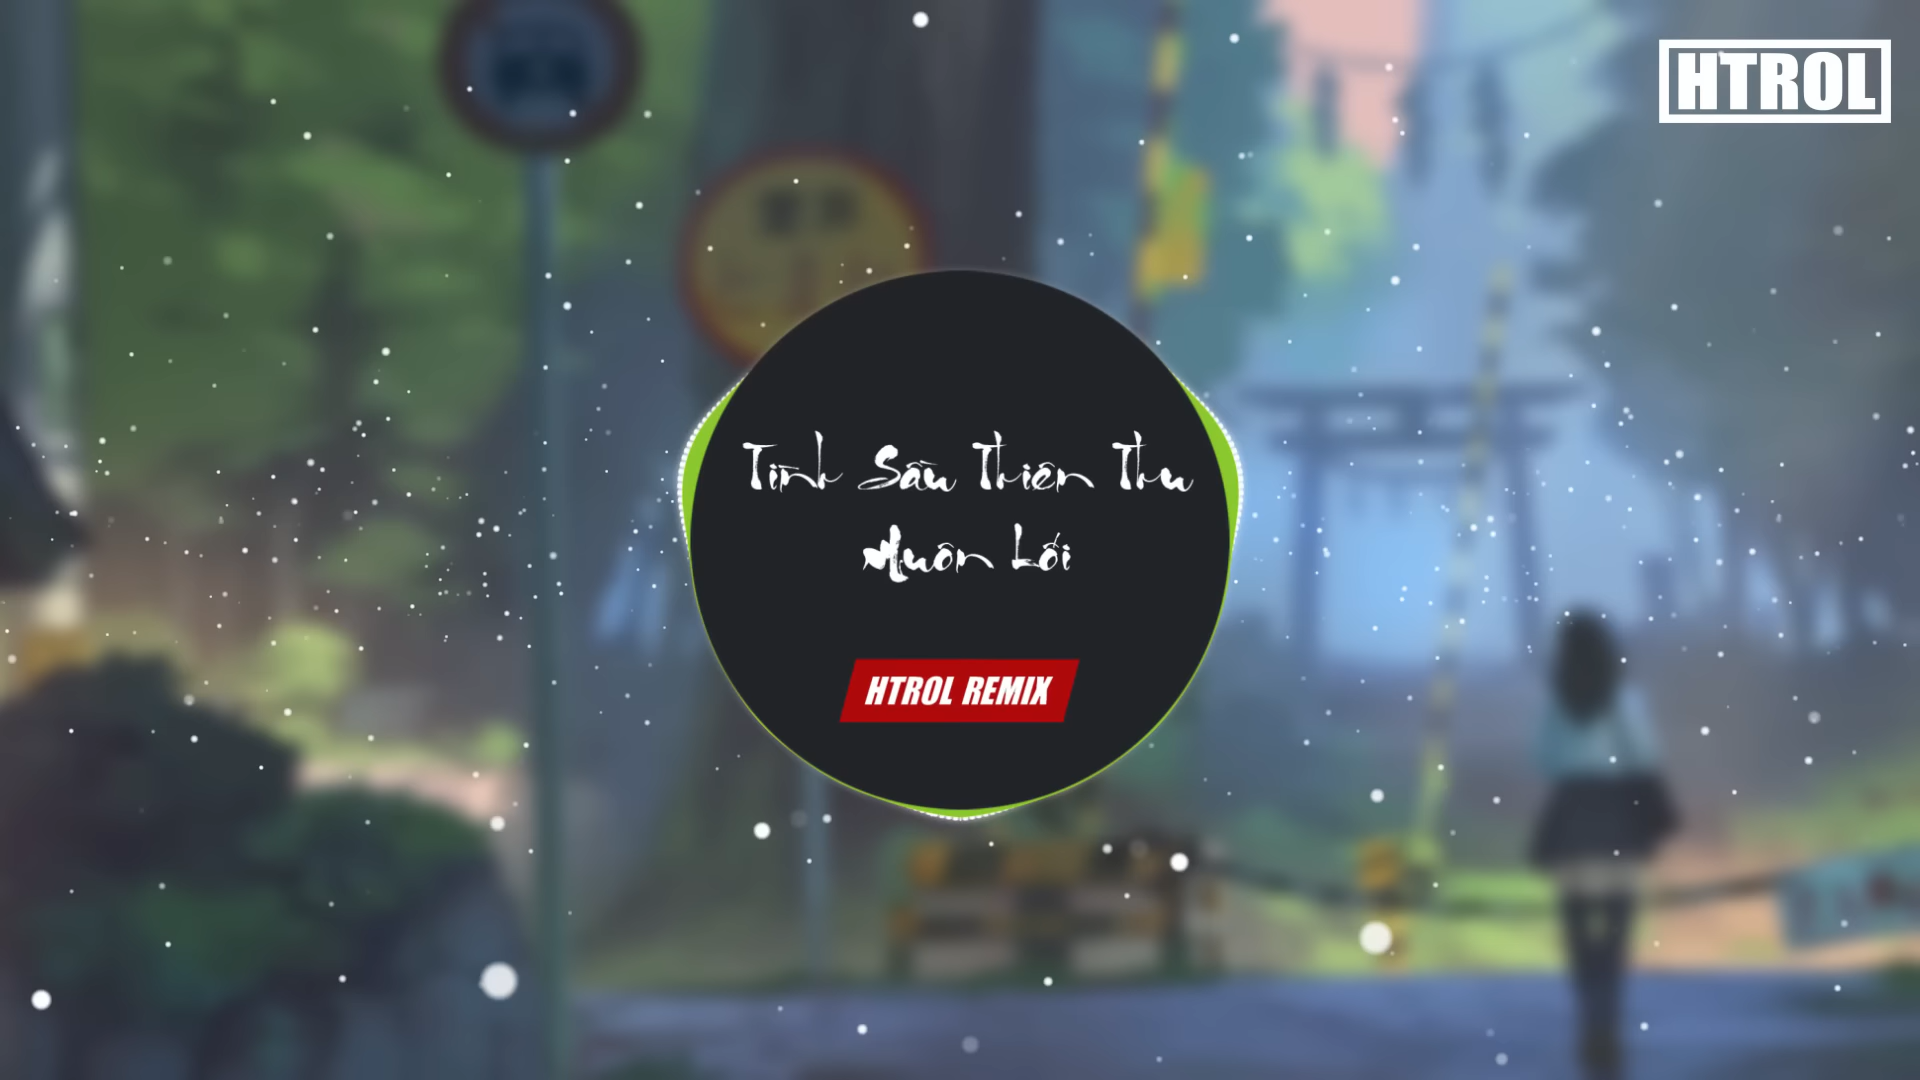 HTROL
Tình Sầu Thiên Thu
Muôn Lối
HTROL REMIX